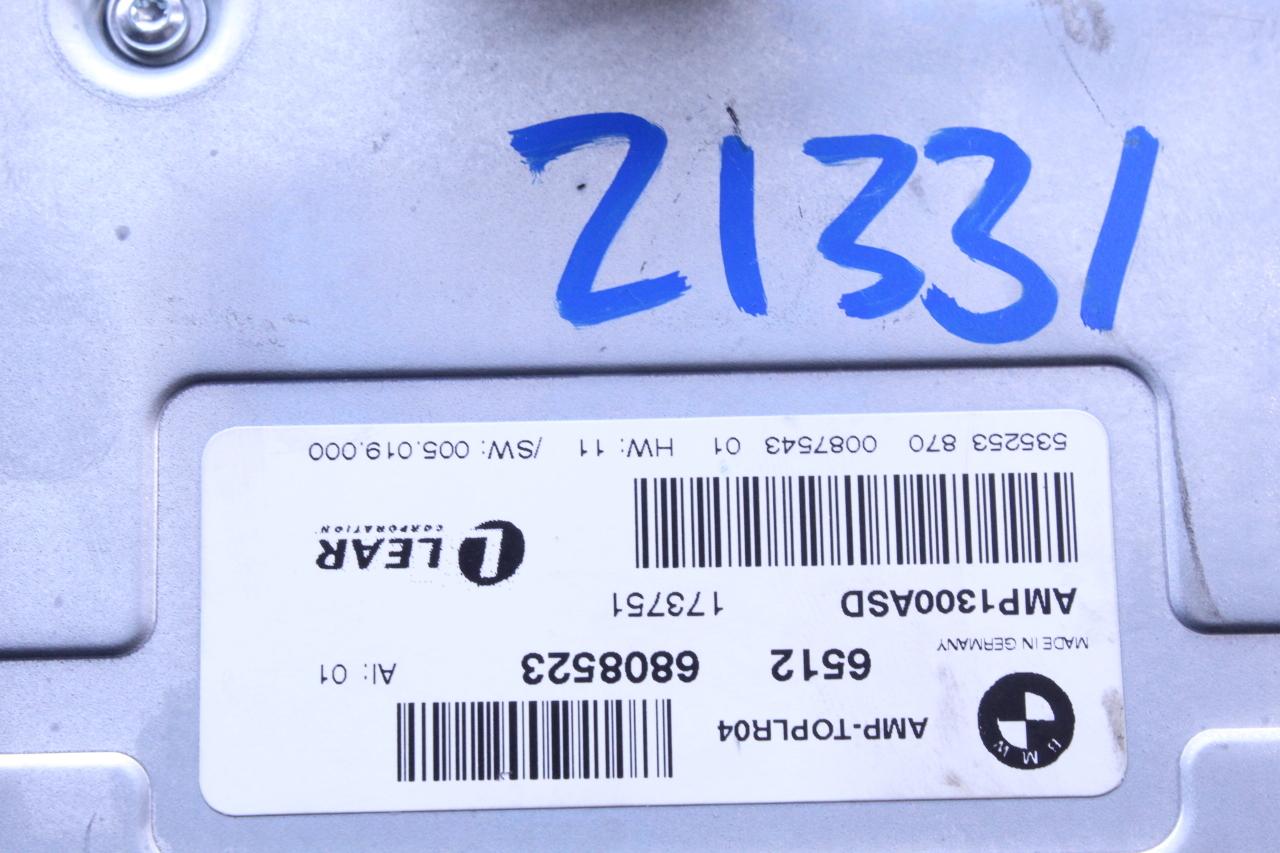 21331
BMW
AMP-TOPLR04
MADE IN GERMANY
6512 6808523 AI: 01
AMP1300ASD 173751
LEAR
CORPORATION
535253 870 0087543 01 HW: 11 /SW: 005.019.000